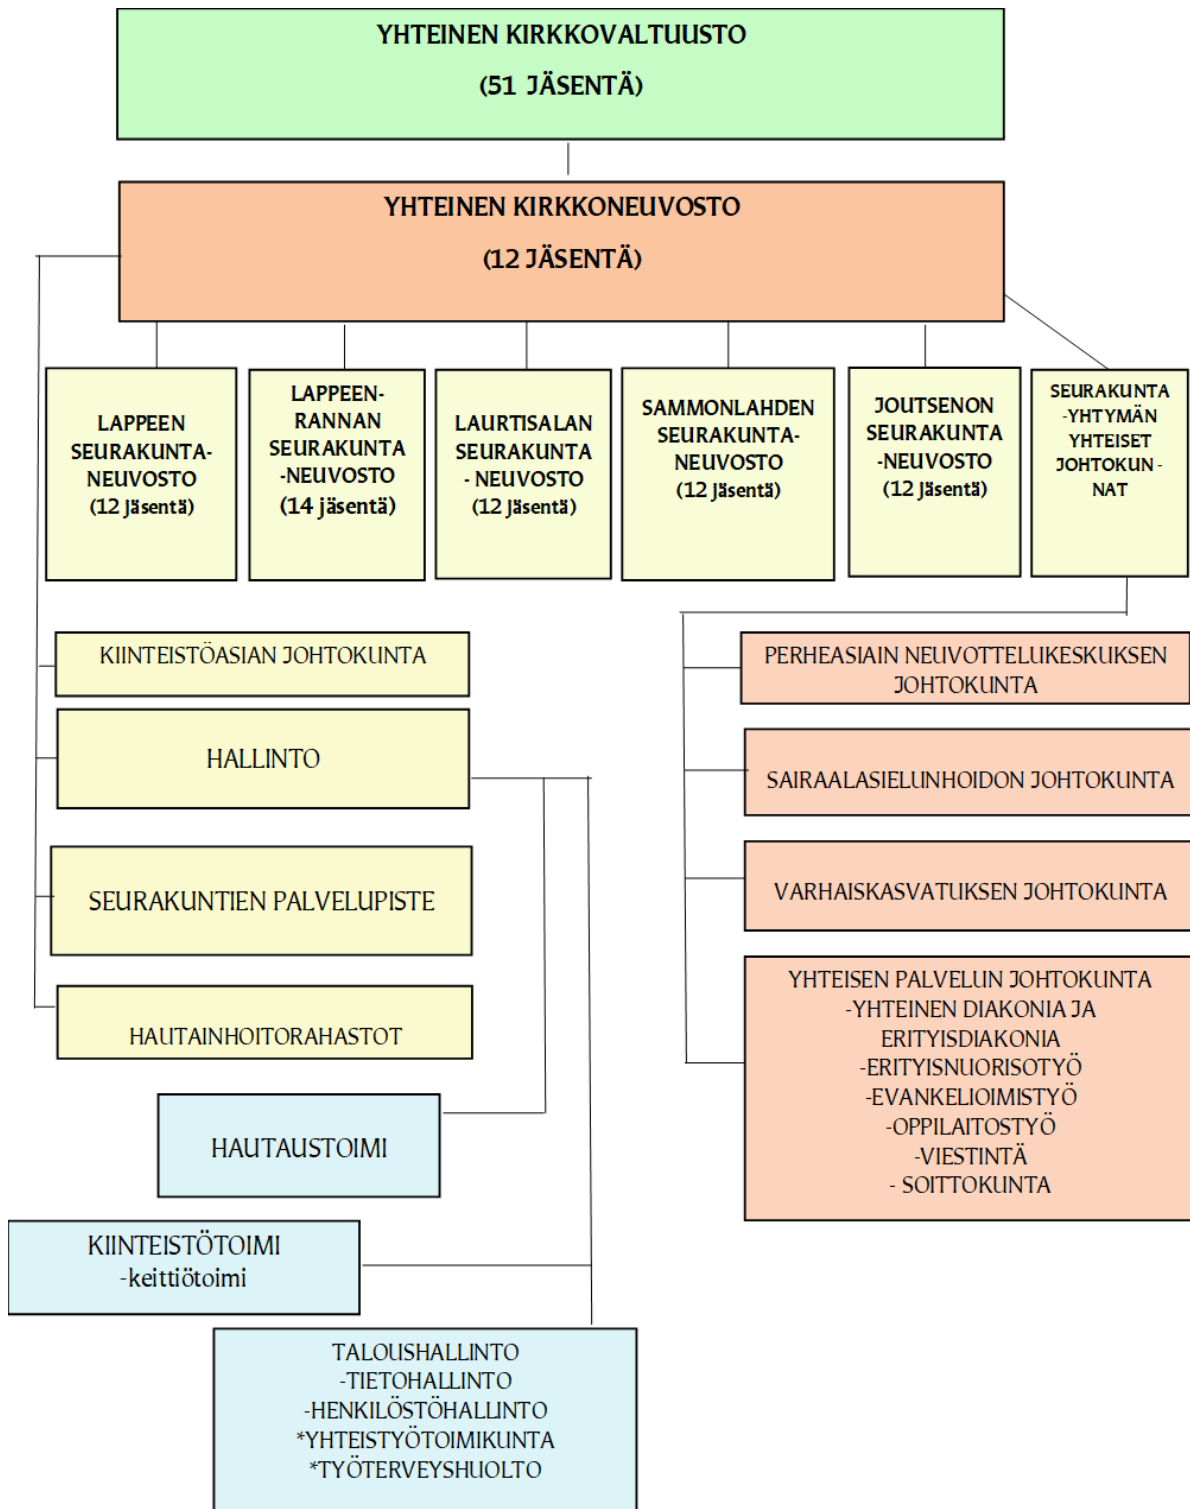 YHTEINEN KIRKKOVALTUUSTO
(51 JÄSENTÄ)
YHTEINEN KIRKKONEUVOSTO
(12 JÄSENTÄ)
LAPPEEN
SEURAKUNTA-
NEUVOSTO
(12 jäsentä)
LAPPEEN-
RANNAN
SEURAKUNTA
-NEUVOSTO
(14 jäsentä)
LAURTISALAN
SEURAKUNTA
- NEUVOSTO
(12 jäsentä)
SAMMONLAHDEN
SEURAKUNTA-
NEUVOSTO
(12 jäsentä)
JOUTSENON
SEURAKUNTA
-NEUVOSTO
(12 jäsentä)
SEURAKUNTA
-YHTYMÄN
YHTEISET
JOHTOKUN -
NAT
KIINTEISTÖASIAN JOHTOKUNTA
HALLINTO
SEURAKUNTIEN PALVELUPISTE
HAUTAINHOITORAHASTOT
HAUTAUSTOIMI
KIINTEISTÖTOIMI
-keittiötoimi
TALOUSHALLINTO
-TIETOHALLINTO
-HENKILÖSTÖHALLINTO
*YHTEISTYÖTOIMIKUNTA
*TYÖTERVEYSHUOLTO
PERHEASIAIN NEUVOTTELUKESKUKSEN
JOHTOKUNTA
SAIRAALASIELUNHOIDON JOHTOKUNTA
VARHAISKASVATUKSEN JOHTOKUNTA
YHTEISEN PALVELUN JOHTOKUNTA
-YHTEINEN DIAKONIA JA
ERITYISDIAKONIA
-ERITYISNUORISOTYÖ
-EVANKELIOIMISTYÖ
-OPPILAITOSTYÖ
-VIESTINTÄ
- SOITTOKUNTA